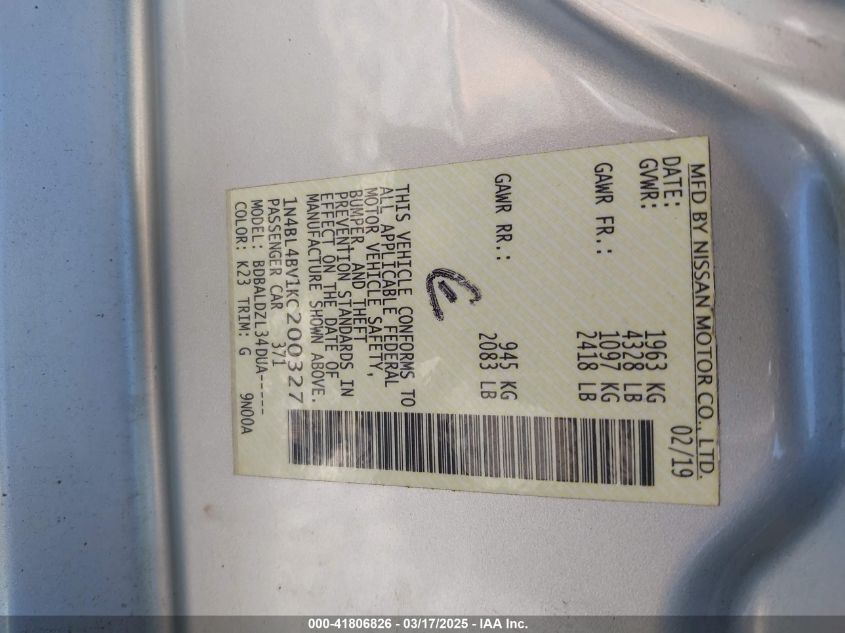 MFD BY NISSAN MOTOR CO., LTD.
DATE: 02/19
GVWR: 1963 KG
4328 LB
GAWR FR.: 1097 KG
2418 LB
GAWR RR.: 945 KG
2083 LB
THIS VEHICLE CONFORMS TO
ALL APPLICABLE FEDERAL
MOTOR VEHICLE SAFETY,
BUMPER, AND THEFT
PREVENTION STANDARDS IN
EFFECT ON THE DATE OF
MANUFACTURE SHOWN ABOVE.
1N4BL4BV1KC200327
PASSENGER CAR 371
MODEL: BDBALDZL34DUA-----
COLOR: K23 TRIM: G 9N00A
000-41806826 - 03/17/2025 - IAA Inc.